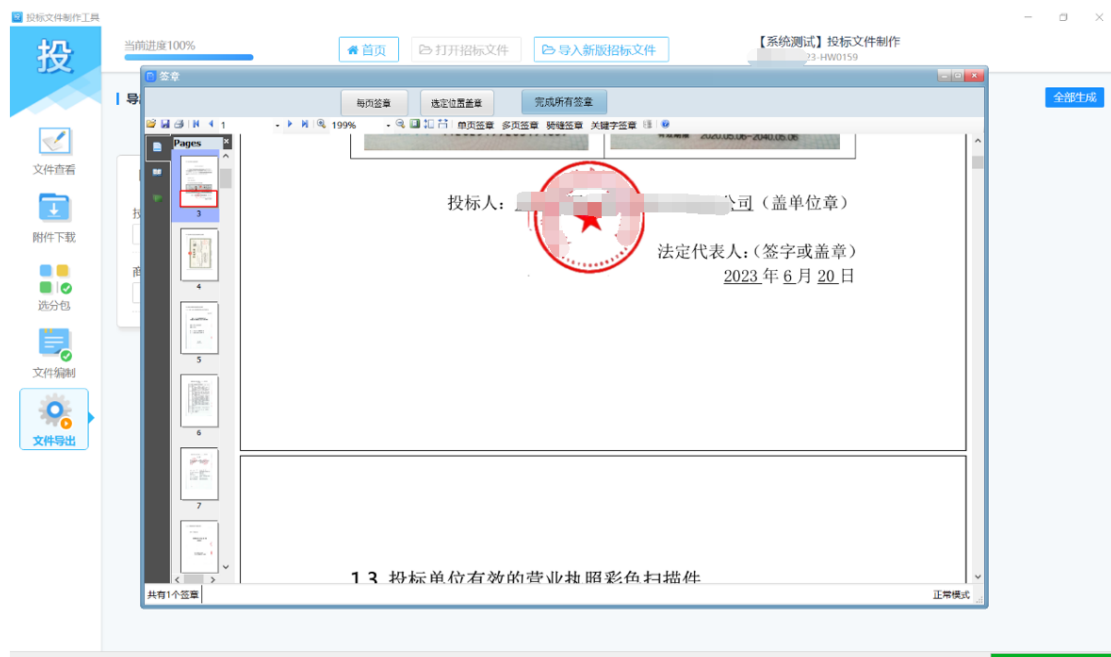 投标文件制作工具
投
当前进度100%
首页
打开招标文件
导入新版招标文件
【系统测试】投标文件制作
23-HW0159
签章
全部生成
每页签章
选定位置盖章
完成所有签章
1
199%
单页签章 多页签章 骑缝签章 关键字签章
Pages
3
4
5
6
7
文件查看
附件下载
选分包
文件编制
文件导出
2020.05.06-2040.05.06
投标人：
公司（盖单位章）
法定代表人：（签字或盖章）
2023 年 6 月 20 日
1.3 投标单位有效的营业执照彩色扫描件
共有1个签章
正常模式